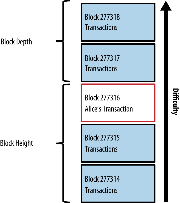 Block 277318
Transactions
Block Depth
Block 277317
Transactions
Block 277316
Alice's Transaction
Difficulty
Block Height
Block 277315
Transactions
Block 277314
Transactions